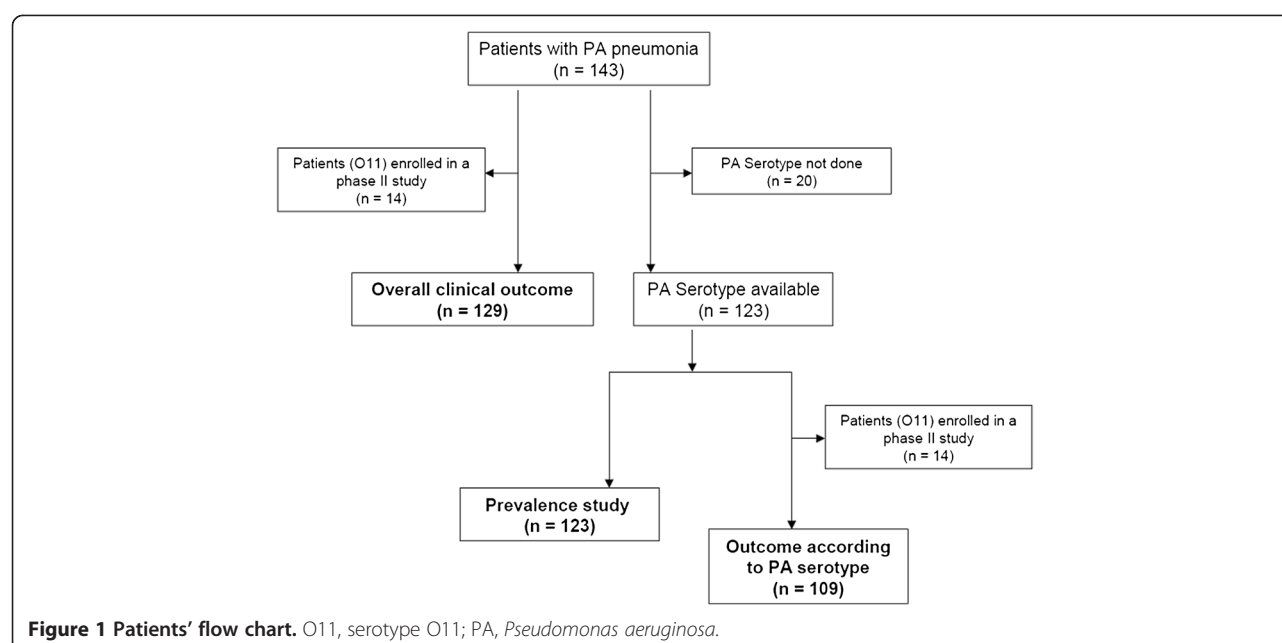 Patients with PA pneumonia
(n = 143)
Patients (O11) enrolled in a
phase II study
(n = 14)
PA Serotype not done
(n = 20)
Overall clinical outcome
(n = 129)
PA Serotype available
(n = 123)
Patients (O11) enrolled in a
phase II study
(n = 14)
Prevalence study
(n = 123)
Outcome according
to PA serotype
(n = 109)
Figure 1 Patients’ flow chart. O11, serotype O11; PA, Pseudomonas aeruginosa.